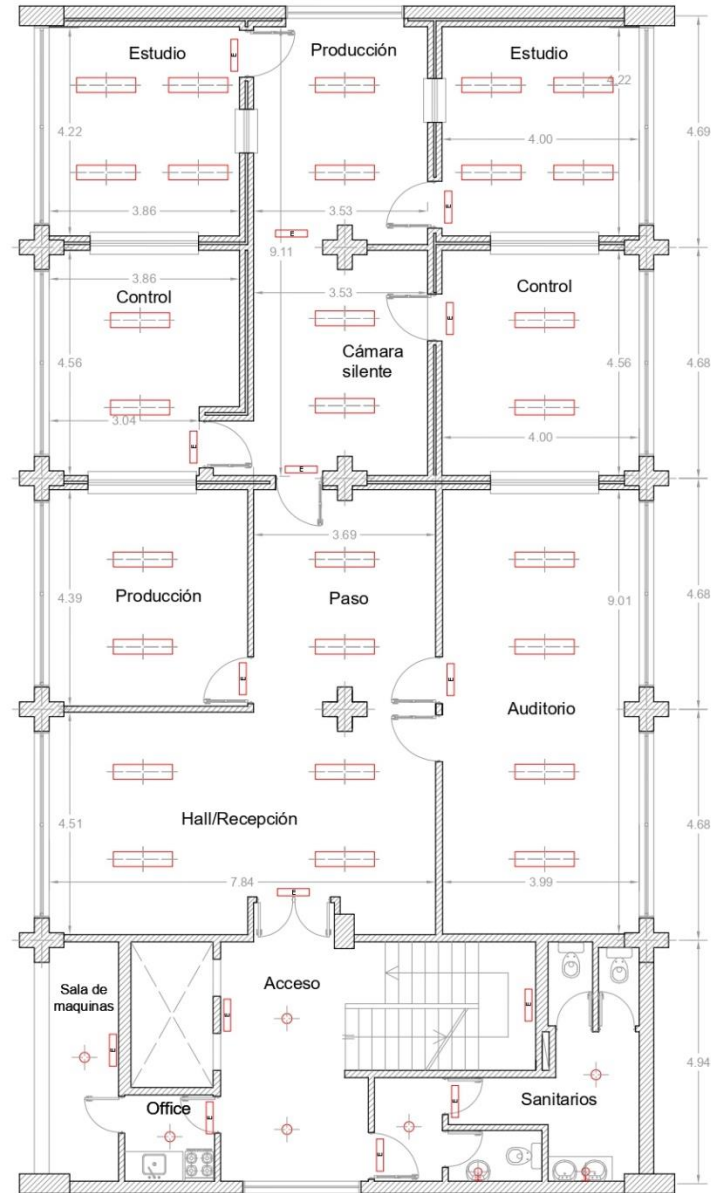 Estudio
Producción
Estudio
E
4.22
4.22
4.69
4.00
3.86
3.53
E
E
9.11
3.86
3.53
Control
Control
E
Cámara
silente
4.56
4.56
4.68
3.04
4.00
E
E
3.69
Producción
Paso
4.39
9.01
4.68
E
E
Auditorio
Hall/Recepción
4.51
4.68
7.84
3.99
E
Acceso
Sala de
maquinas
E
E
E
4.94
Office
E
E
Sanitarios
E